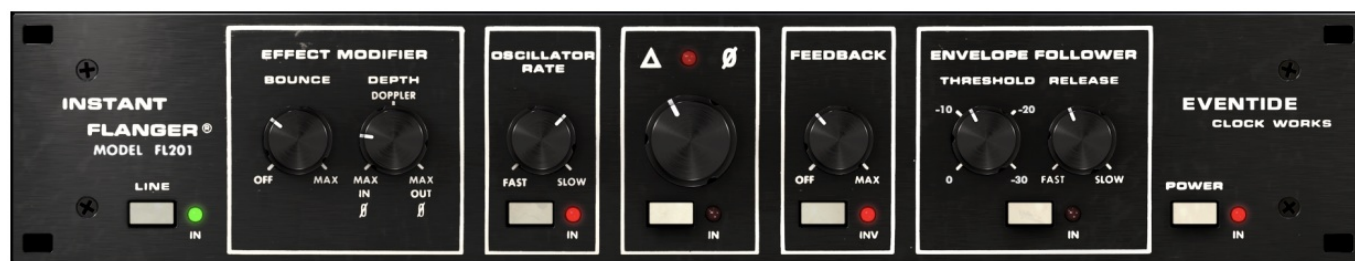 INSTANT
FLANGER®
MODEL FL201
LINE
IN
EFFECT MODIFIER
BOUNCE
DEPTH
DOPPLER
OFF
MAX
MAX
IN
Ø
MAX
OUT
Ø
OSCILLATOR
RATE
FAST
SLOW
IN
Δ
Ø
IN
FEEDBACK
OFF
MAX
INV
ENVELOPE FOLLOWER
THRESHOLD
RELEASE
-10
-20
0
-30
FAST
SLOW
IN
EVENTIDE
CLOCK WORKS
POWER
IN